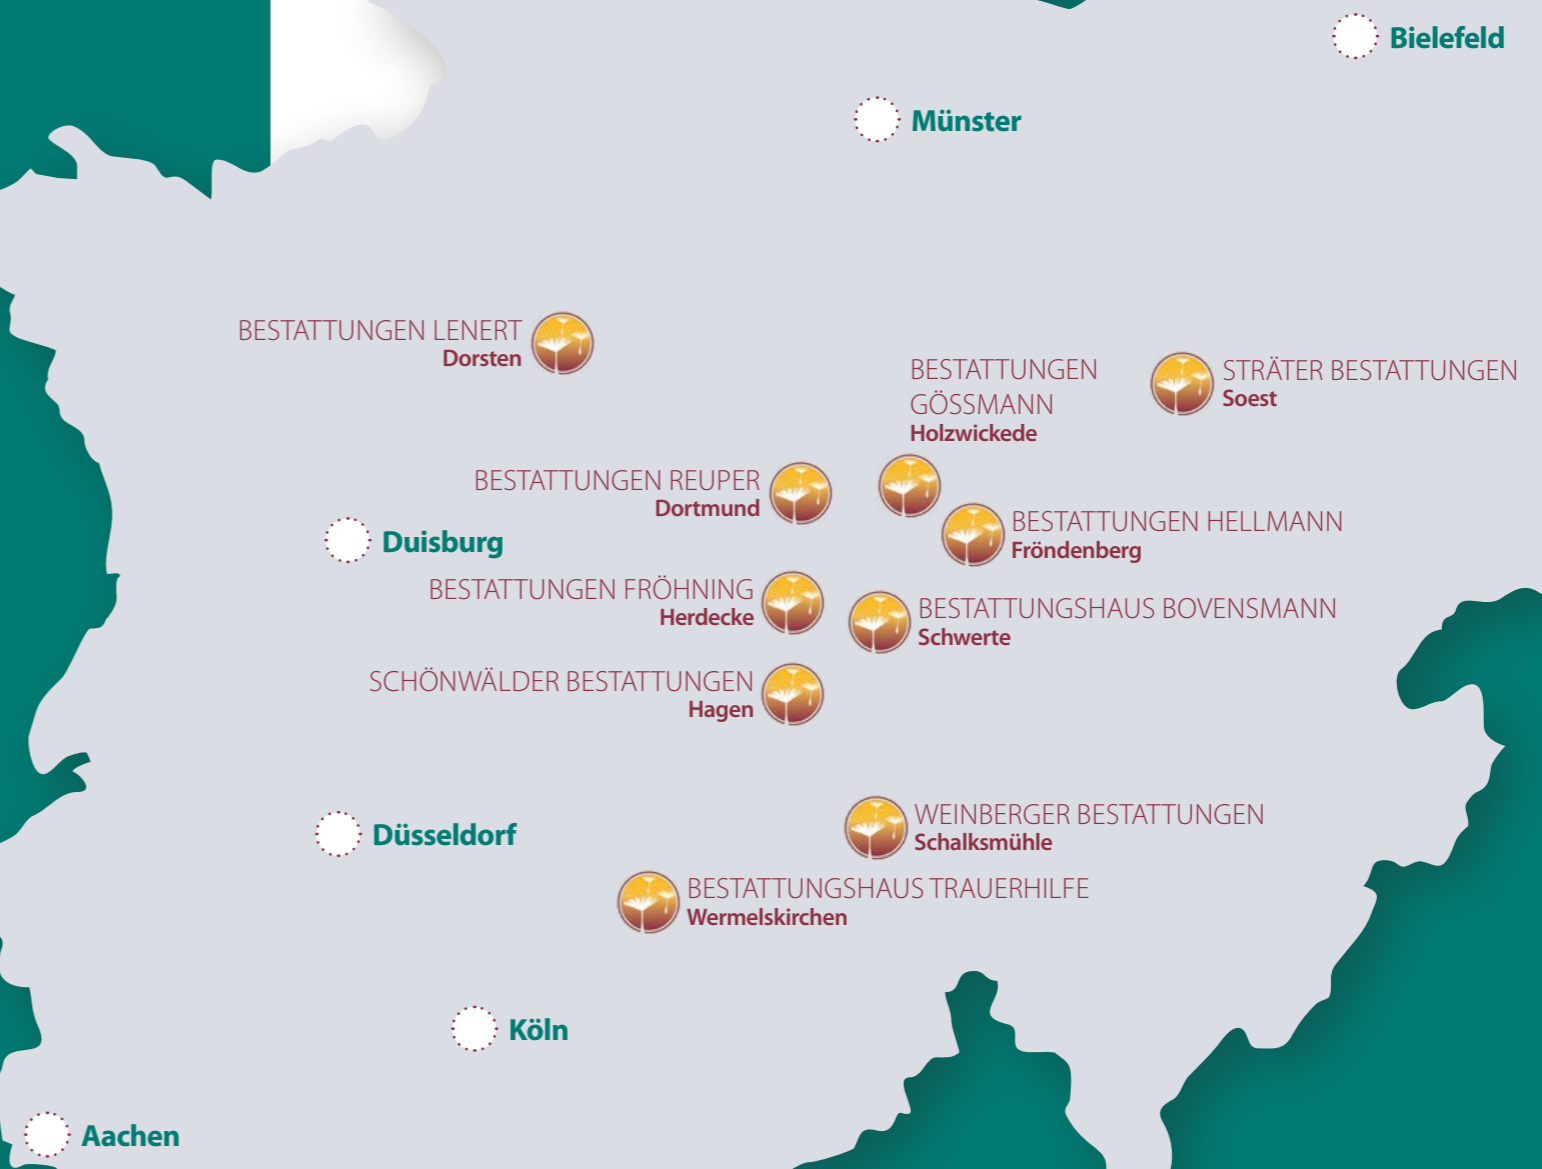 Bielefeld
Münster
BESTATTUNGEN LENERT
Dorsten
BESTATTUNGEN
GÖSSMANN
Holzwickede
STRÄTER BESTATTUNGEN
Soest
BESTATTUNGEN REUPER
Dortmund
BESTATTUNGEN HELLMANN
Fröndenberg
Duisburg
BESTATTUNGEN FRÖHNING
Herdecke
BESTATTUNGSHAUS BOVENSMANN
Schwerte
SCHÖNWÄLDER BESTATTUNGEN
Hagen
WEINBERGER BESTATTUNGEN
Schalksmühle
Düsseldorf
BESTATTUNGSHAUS TRAUERHILFE
Wermelskirchen
Köln
Aachen